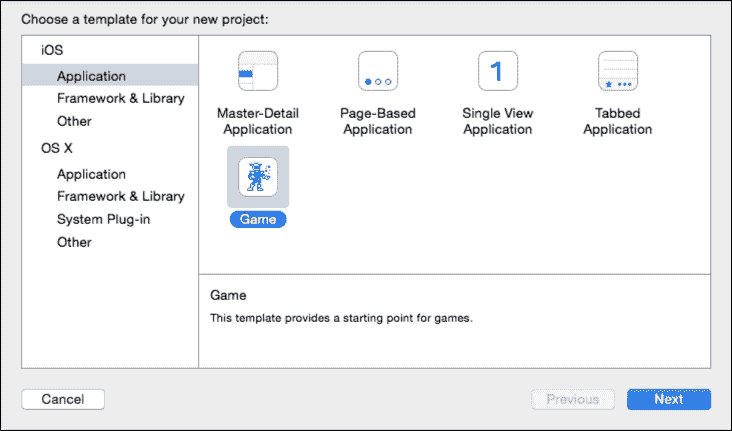 Choose a template for your new project:
iOS
Application
Framework & Library
Other
OS X
Application
Framework & Library
System Plug-in
Other
Master-Detail
Application
Page-Based
Application
1
Single View
Application
Tabbed
Application
Game
Game
This template provides a starting point for games.
Cancel
Previous
Next